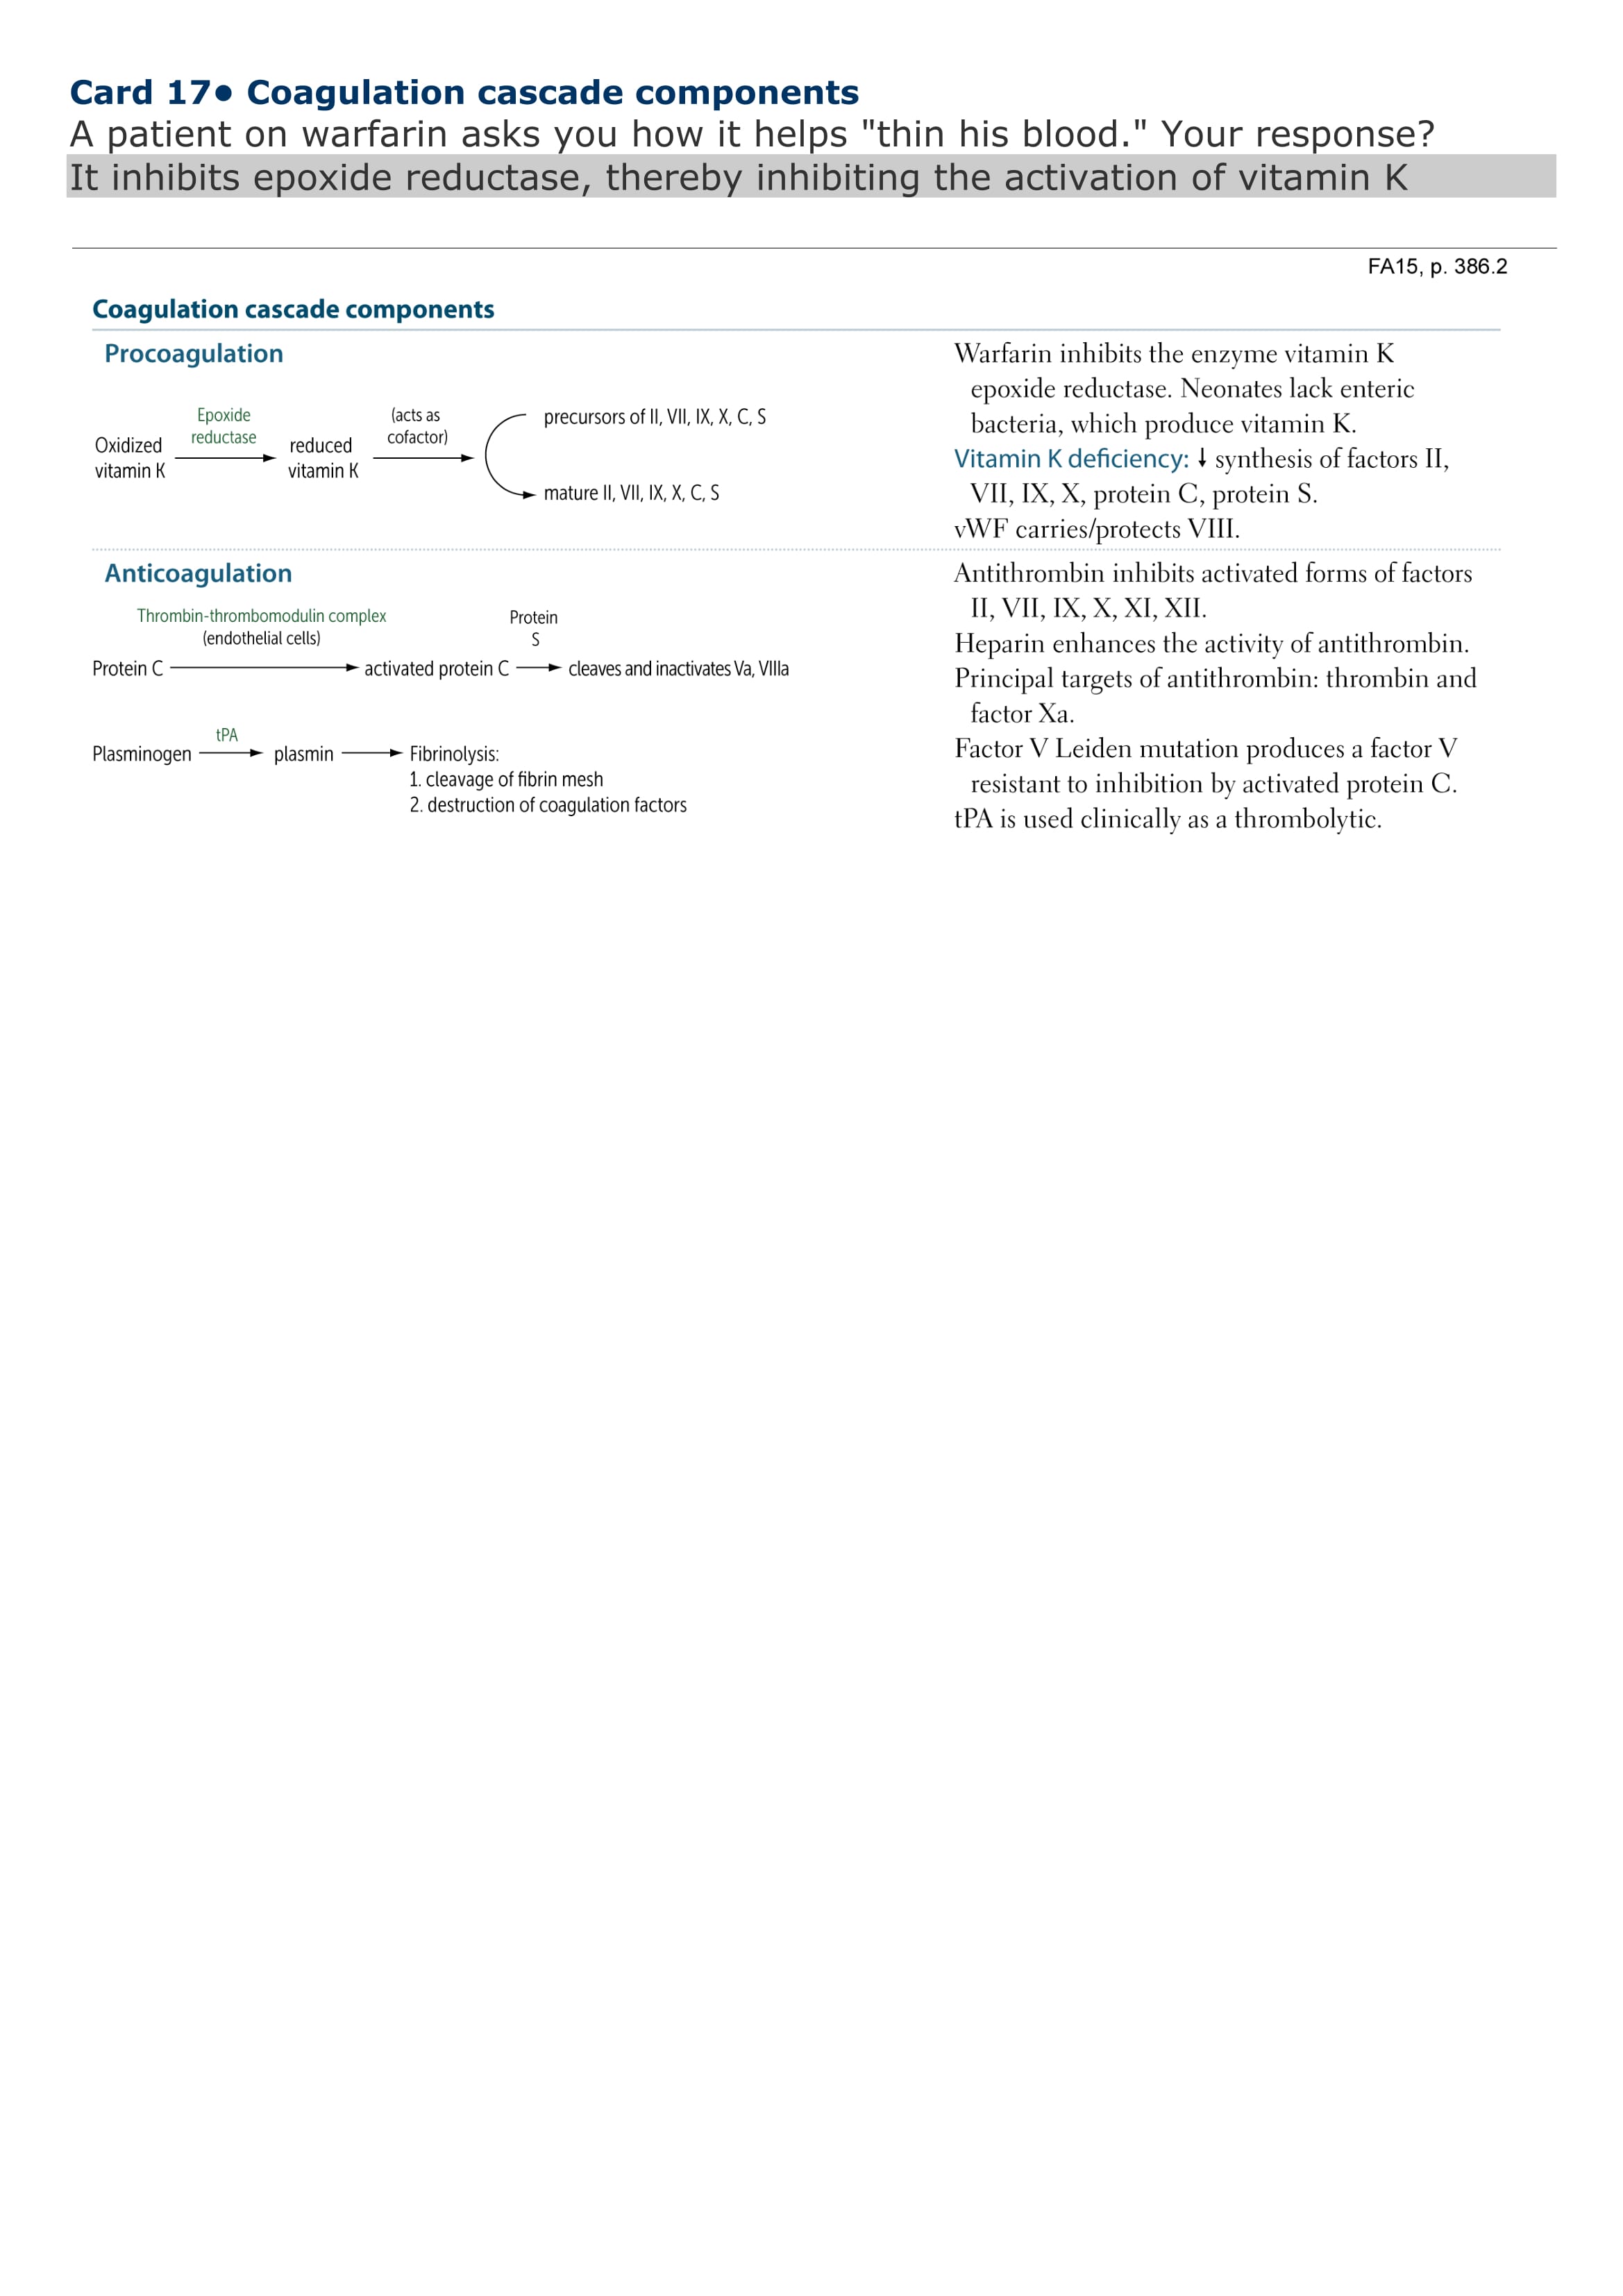 Card 17• Coagulation cascade components
A patient on warfarin asks you how it helps "thin his blood." Your response?
It inhibits epoxide reductase, thereby inhibiting the activation of vitamin K
FA15, p. 386.2
Coagulation cascade components
Procoagulation
Epoxide
reductase
(acts as
cofactor)
Oxidized
vitamin K
reduced
vitamin K
precursors of II, VII, IX, X, C, S
mature II, VII, IX, X, C, S
Warfarin inhibits the enzyme vitamin K
epoxide reductase. Neonates lack enteric
bacteria, which produce vitamin K.
Vitamin K deficiency: ↓ synthesis of factors II,
VII, IX, X, protein C, protein S.
vWF carries/protects VIII.
Anticoagulation
Thrombin-thrombomodulin complex
(endothelial cells)
Protein
S
Protein C
activated protein C
cleaves and inactivates Va, VIIIa
tPA
Plasminogen
plasmin
Fibrinolysis:
1. cleavage of fibrin mesh
2. destruction of coagulation factors
Antithrombin inhibits activated forms of factors
II, VII, IX, X, XI, XII.
Heparin enhances the activity of antithrombin.
Principal targets of antithrombin: thrombin and
factor Xa.
Factor V Leiden mutation produces a factor V
resistant to inhibition by activated protein C.
tPA is used clinically as a thrombolytic.